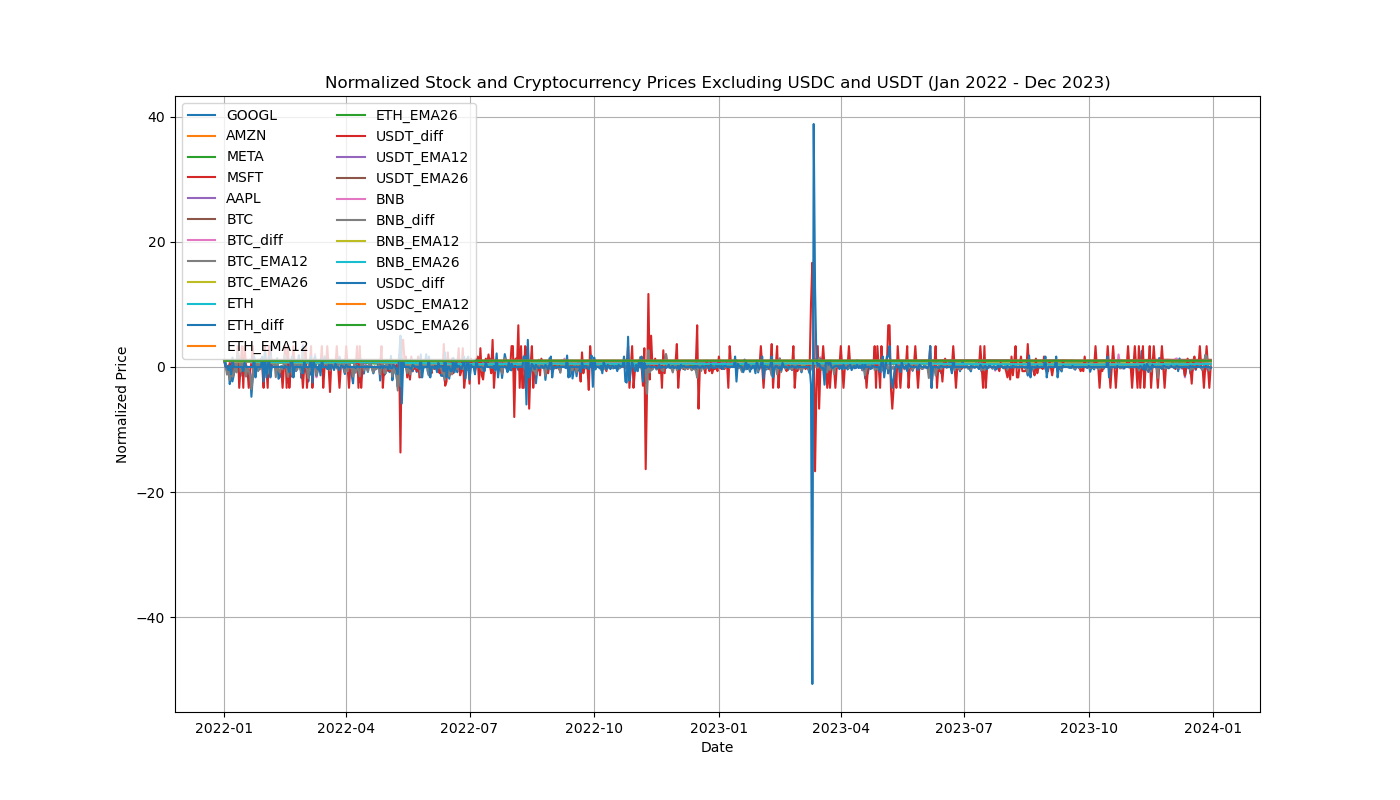 Normalized Stock and Cryptocurrency Prices Excluding USDC and USDT (Jan 2022 - Dec 2023)
GOOGL
AMZN
META
MSFT
AAPL
BTC
BTC_diff
BTC_EMA12
BTC_EMA26
ETH
ETH_diff
ETH_EMA12
ETH_EMA26
USDT_diff
USDT_EMA12
USDT_EMA26
BNB
BNB_diff
BNB_EMA12
BNB_EMA26
USDC_diff
USDC_EMA12
USDC_EMA26
Normalized Price
40
20
0
−20
−40
2022-01
2022-04
2022-07
2022-10
2023-01
2023-04
2023-07
2023-10
2024-01
Date